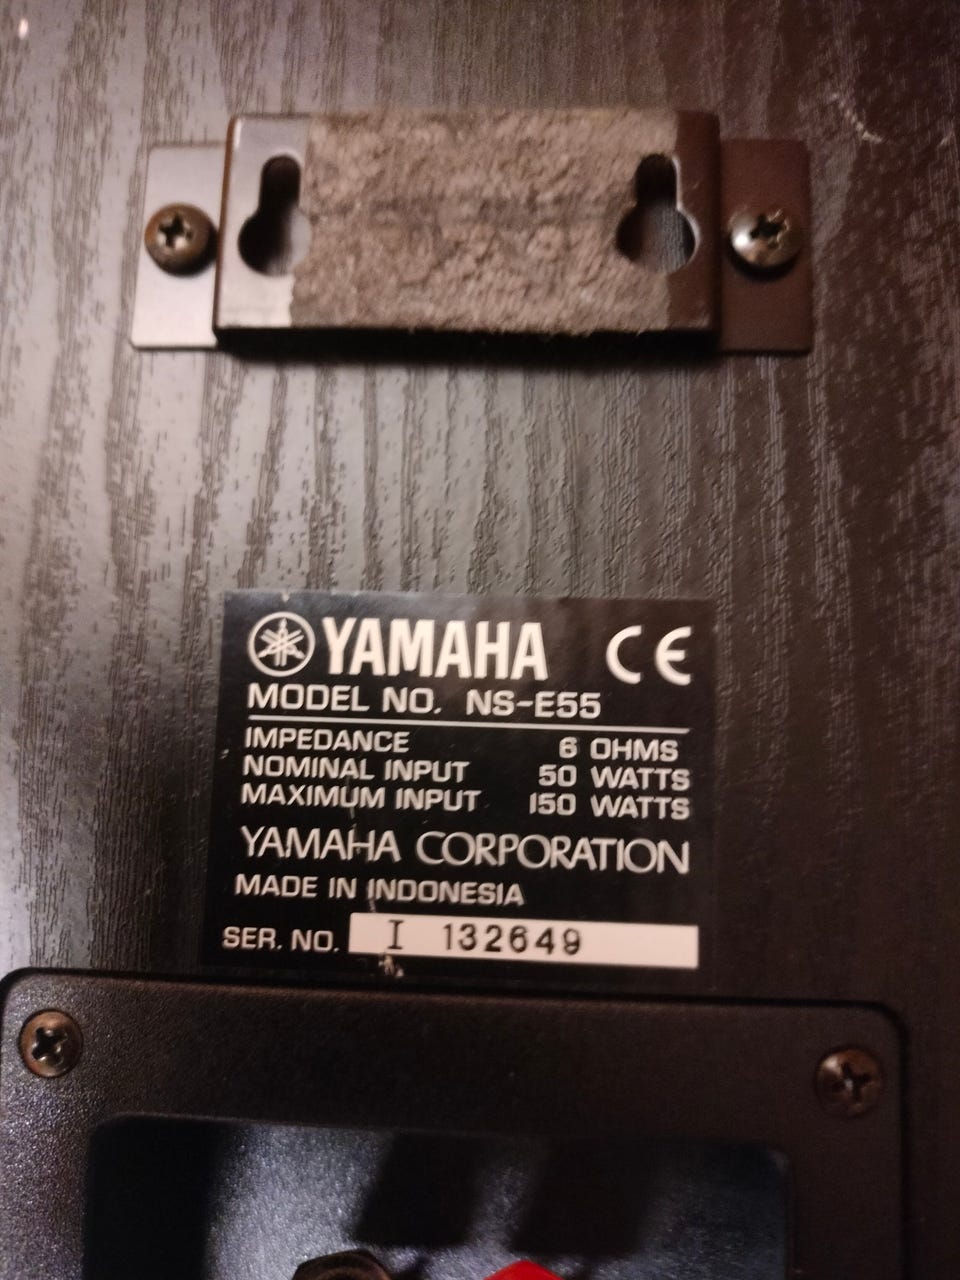 YAMAHA CE
MODEL NO. NS-E55
IMPEDANCE 6 OHMS
NOMINAL INPUT 50 WATTS
MAXIMUM INPUT 150 WATTS
YAMAHA CORPORATION
MADE IN INDONESIA
SER. NO. I 132649